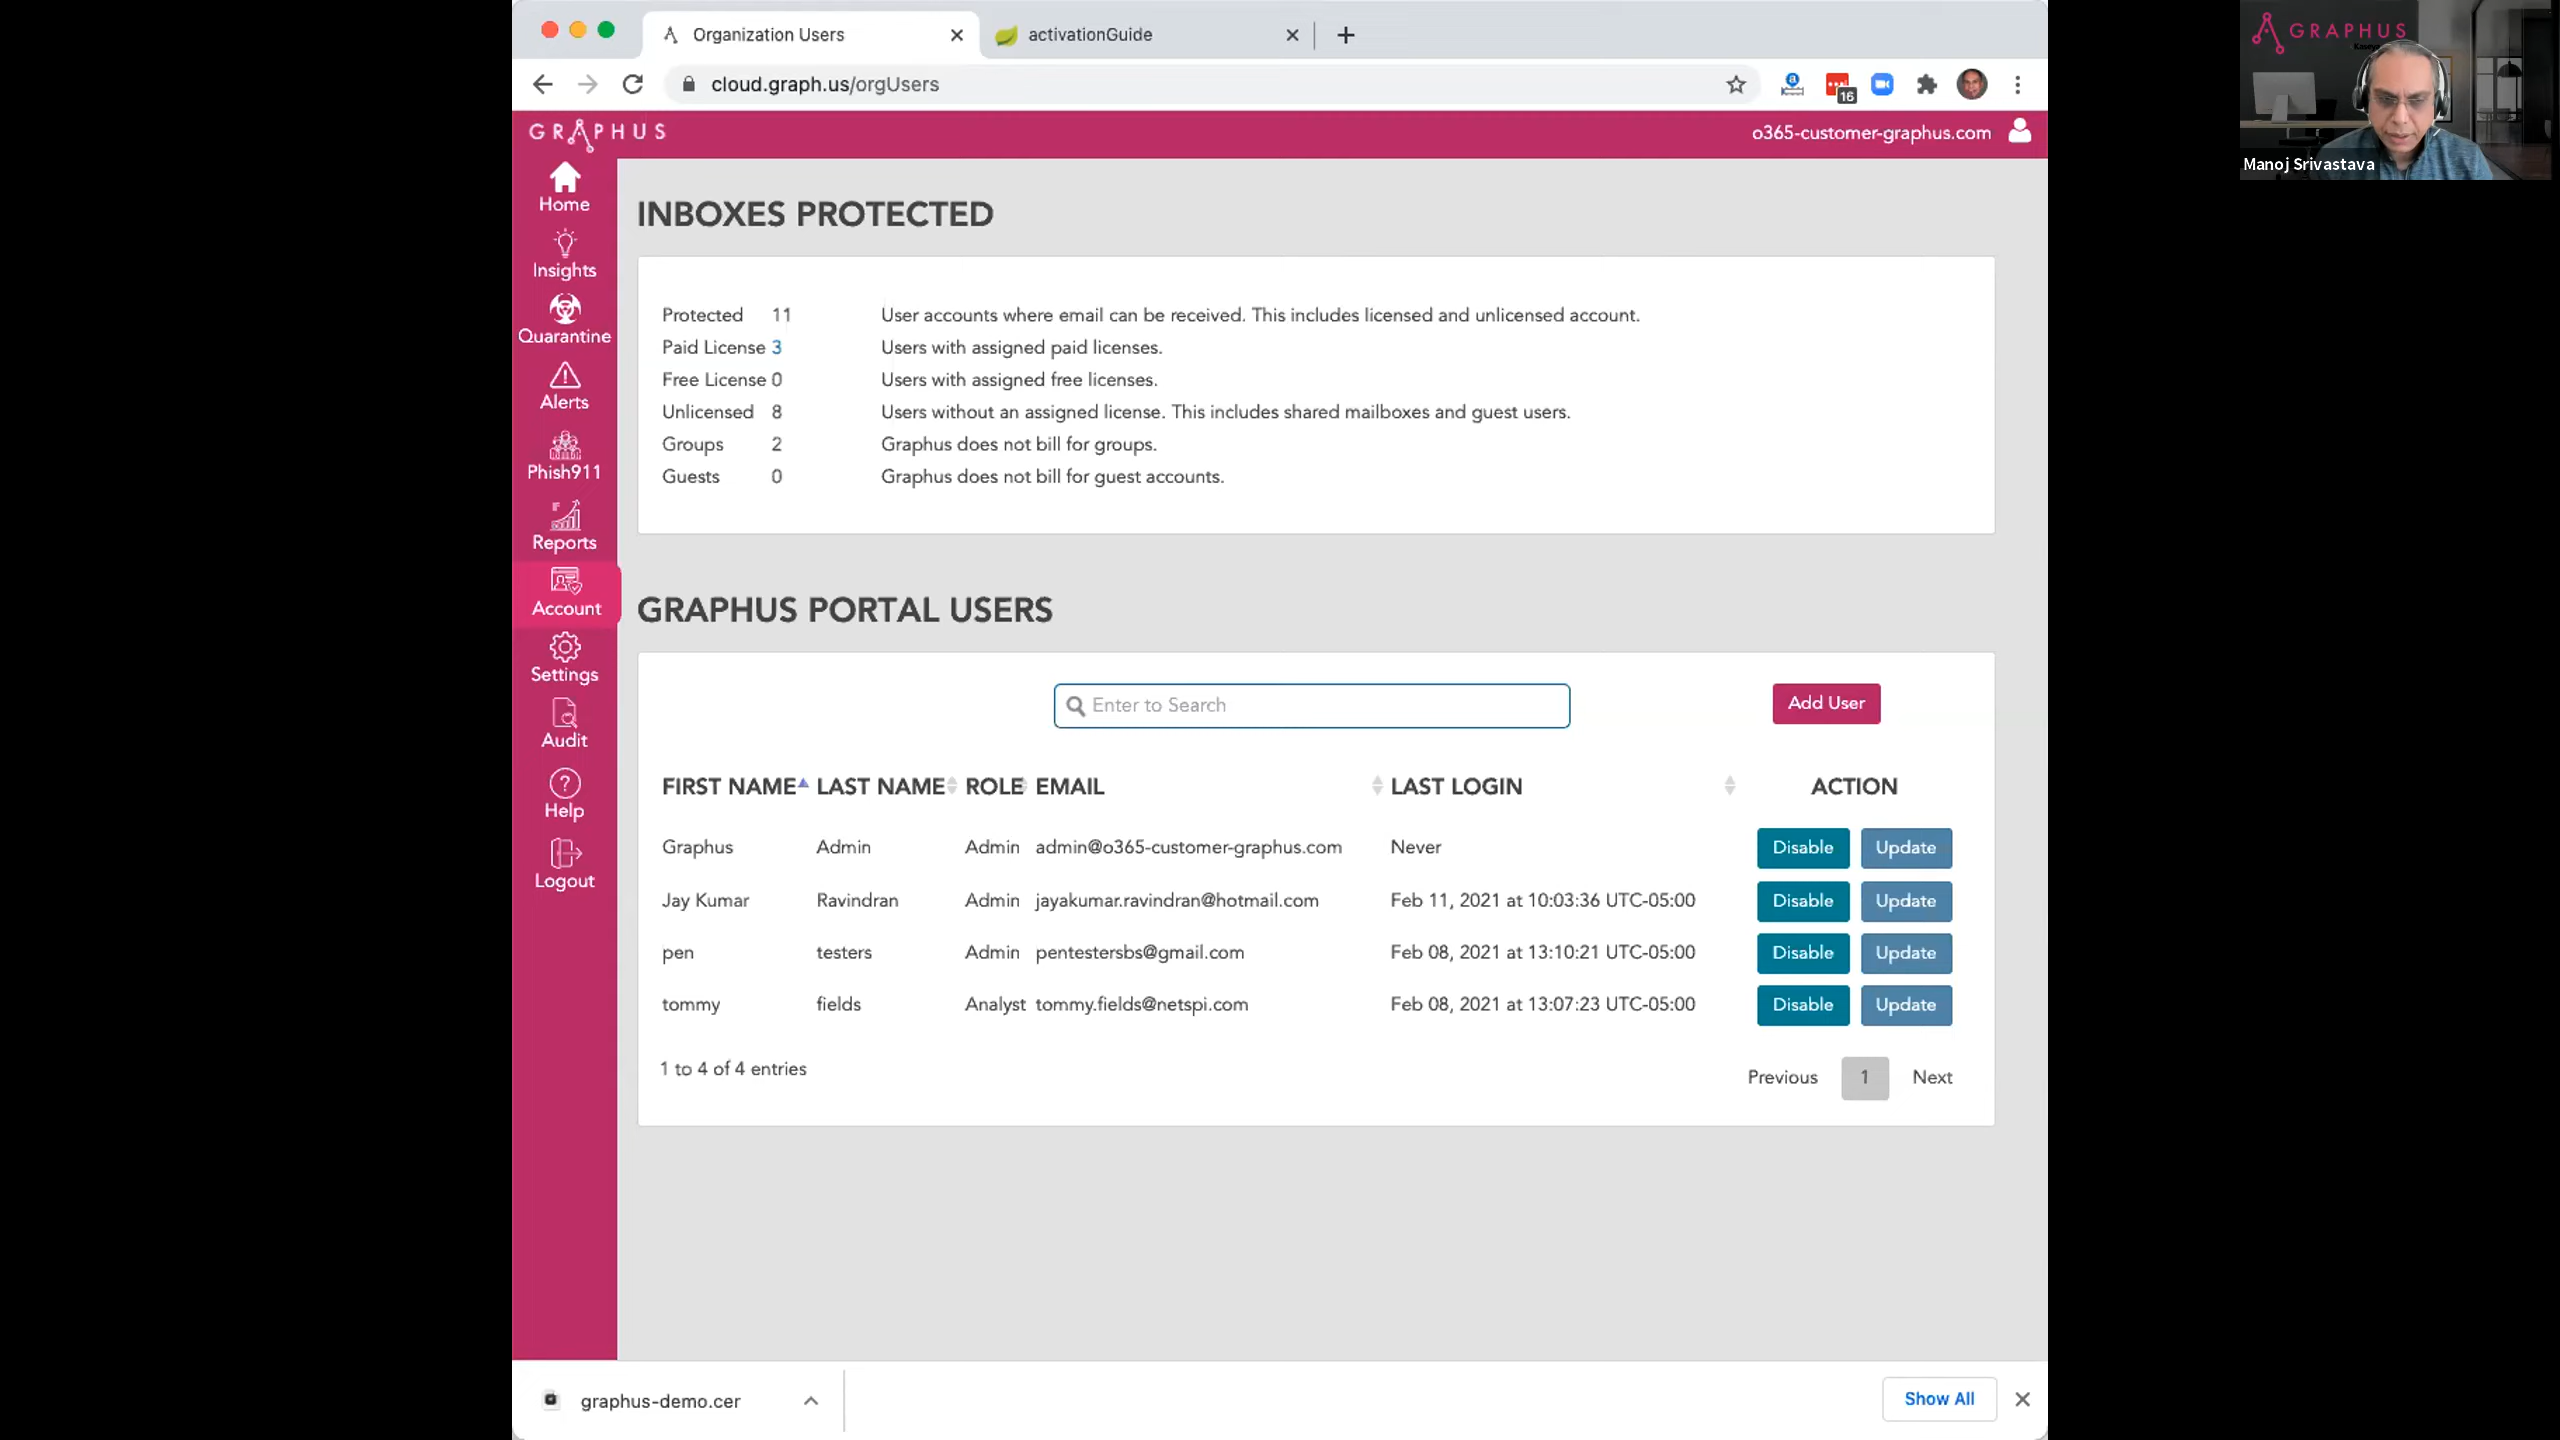 Organization Users
activationGuide
cloud.graph.us/orgUsers
16
GRAPHUS
o365-customer-graphus.com
Home
Insights
Quarantine
Alerts
Phish911
Reports
Account
Settings
Audit
Help
Logout
INBOXES PROTECTED
Protected 11 User accounts where email can be received. This includes licensed and unlicensed account.
Paid License 3 Users with assigned paid licenses.
Free License 0 Users with assigned free licenses.
Unlicensed 8 Users without an assigned license. This includes shared mailboxes and guest users.
Groups 2 Graphus does not bill for groups.
Guests 0 Graphus does not bill for guest accounts.
GRAPHUS PORTAL USERS
Enter to Search
Add User
FIRST NAME LAST NAME ROLE EMAIL LAST LOGIN ACTION
Graphus Admin Admin admin@o365-customer-graphus.com Never Disable Update
Jay Kumar Ravindran Admin jayakumar.ravindran@hotmail.com Feb 11, 2021 at 10:03:36 UTC-05:00 Disable Update
pen testers Admin pentestersbs@gmail.com Feb 08, 2021 at 13:10:21 UTC-05:00 Disable Update
tommy fields Analyst tommy.fields@netspi.com Feb 08, 2021 at 13:07:23 UTC-05:00 Disable Update
1 to 4 of 4 entries
Previous 1 Next
graphus-demo.cer
Show All
GRAPHUS
Manoj Srivastava